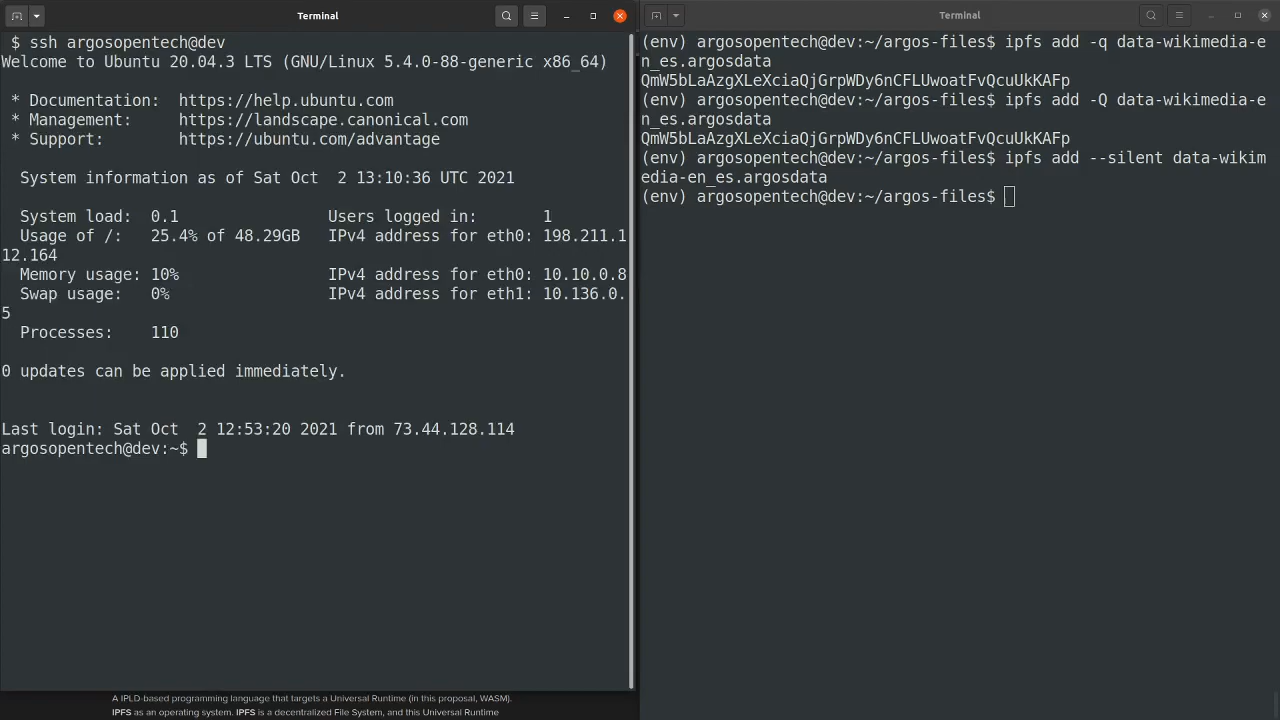 Terminal
$ ssh argosopentech@dev
Welcome to Ubuntu 20.04.3 LTS (GNU/Linux 5.4.0-88-generic x86_64)
* Documentation:  https://help.ubuntu.com
* Management:     https://landscape.canonical.com
* Support:        https://ubuntu.com/advantage
System information as of Sat Oct  2 13:10:36 UTC 2021
System load:  0.1               Users logged in:       1
Usage of /:   25.4% of 48.29GB   IPv4 address for eth0: 198.211.1
12.164
Memory usage: 10%                IPv4 address for eth0: 10.10.0.8
Swap usage:   0%                 IPv4 address for eth1: 10.136.0.
5
Processes:    110
0 updates can be applied immediately.
Last login: Sat Oct  2 12:53:20 2021 from 73.44.128.114
argosopentech@dev:~$
Terminal
(env) argosopentech@dev:~/argos-files$ ipfs add -q data-wikimedia-e
n_es.argosdata
QmW5bLaAzgXLeXciaQjGrpWDy6nCFLUwoatFvQcuUkKAFp
(env) argosopentech@dev:~/argos-files$ ipfs add -Q data-wikimedia-e
n_es.argosdata
QmW5bLaAzgXLeXciaQjGrpWDy6nCFLUwoatFvQcuUkKAFp
(env) argosopentech@dev:~/argos-files$ ipfs add --silent data-wikim
edia-en_es.argosdata
(env) argosopentech@dev:~/argos-files$
A IPLD-based programming language that targets a Universal Runtime (in this proposal, WASM).
IPFS as an operating system. IPFS is a decentralized File System, and this Universal Runtime